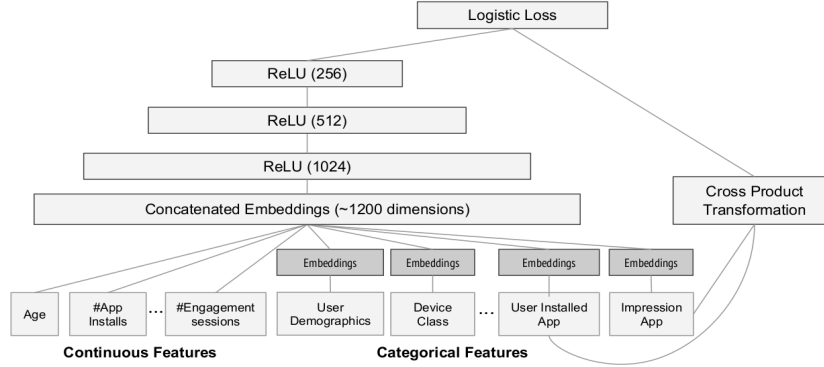 Logistic Loss
ReLU (256)
ReLU (512)
ReLU (1024)
Concatenated Embeddings (~1200 dimensions)
Cross Product
Transformation
Embeddings
Embeddings
Embeddings
Embeddings
Age
#App
Installs
...
#Engagement
sessions
User
Demographics
Device
Class
...
User Installed
App
Impression
App
Continuous Features
Categorical Features